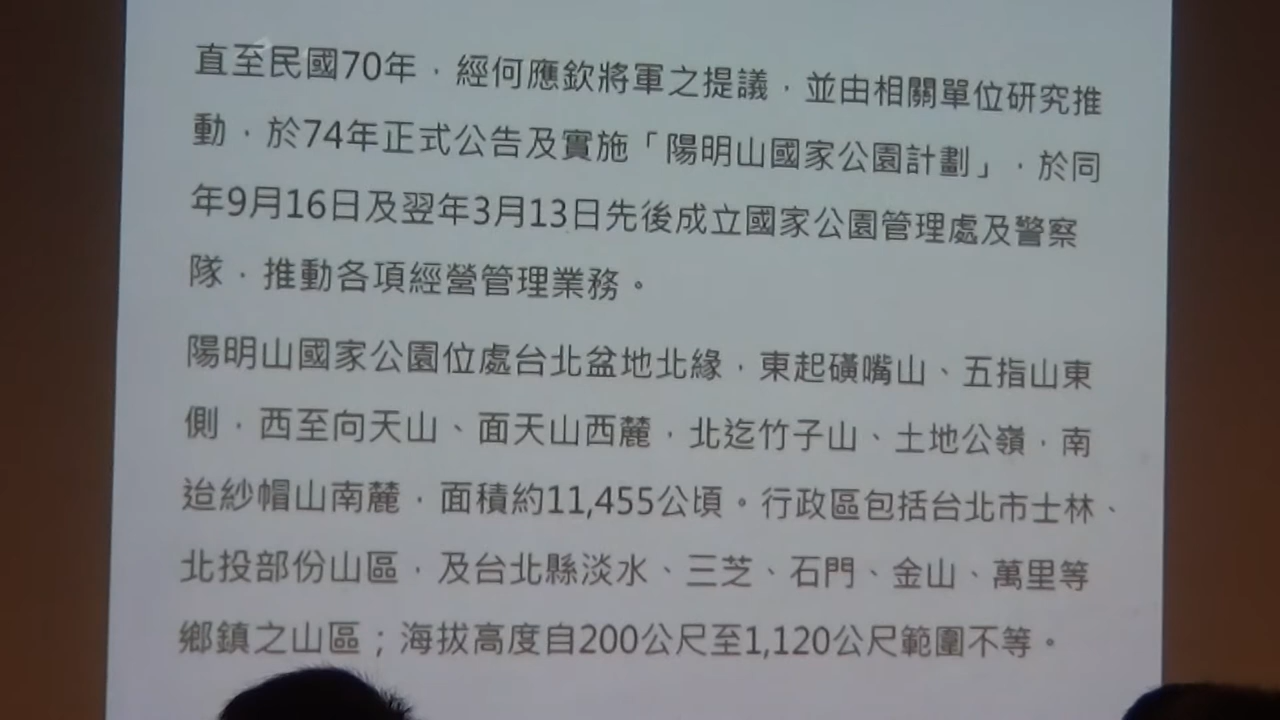 直至民國70年，經何應欽將軍之提議，並由相關單位研究推
動，於74年正式公告及實施「陽明山國家公園計劃」，於同
年9月16日及翌年3月13日先後成立國家公園管理處及警察
隊，推動各項經營管理業務。
陽明山國家公園位處台北盆地北緣，東起磺嘴山、五指山東
側，西至向天山、面天山西麓，北迄竹子山、土地公嶺，南
迨紗帽山南麓，面積約11,455公頃。行政區包括台北市士林、
北投部份山區，及台北縣淡水、三芝、石門、金山、萬里等
鄉鎮之山區；海拔高度自200公尺至1,120公尺範圍不等。